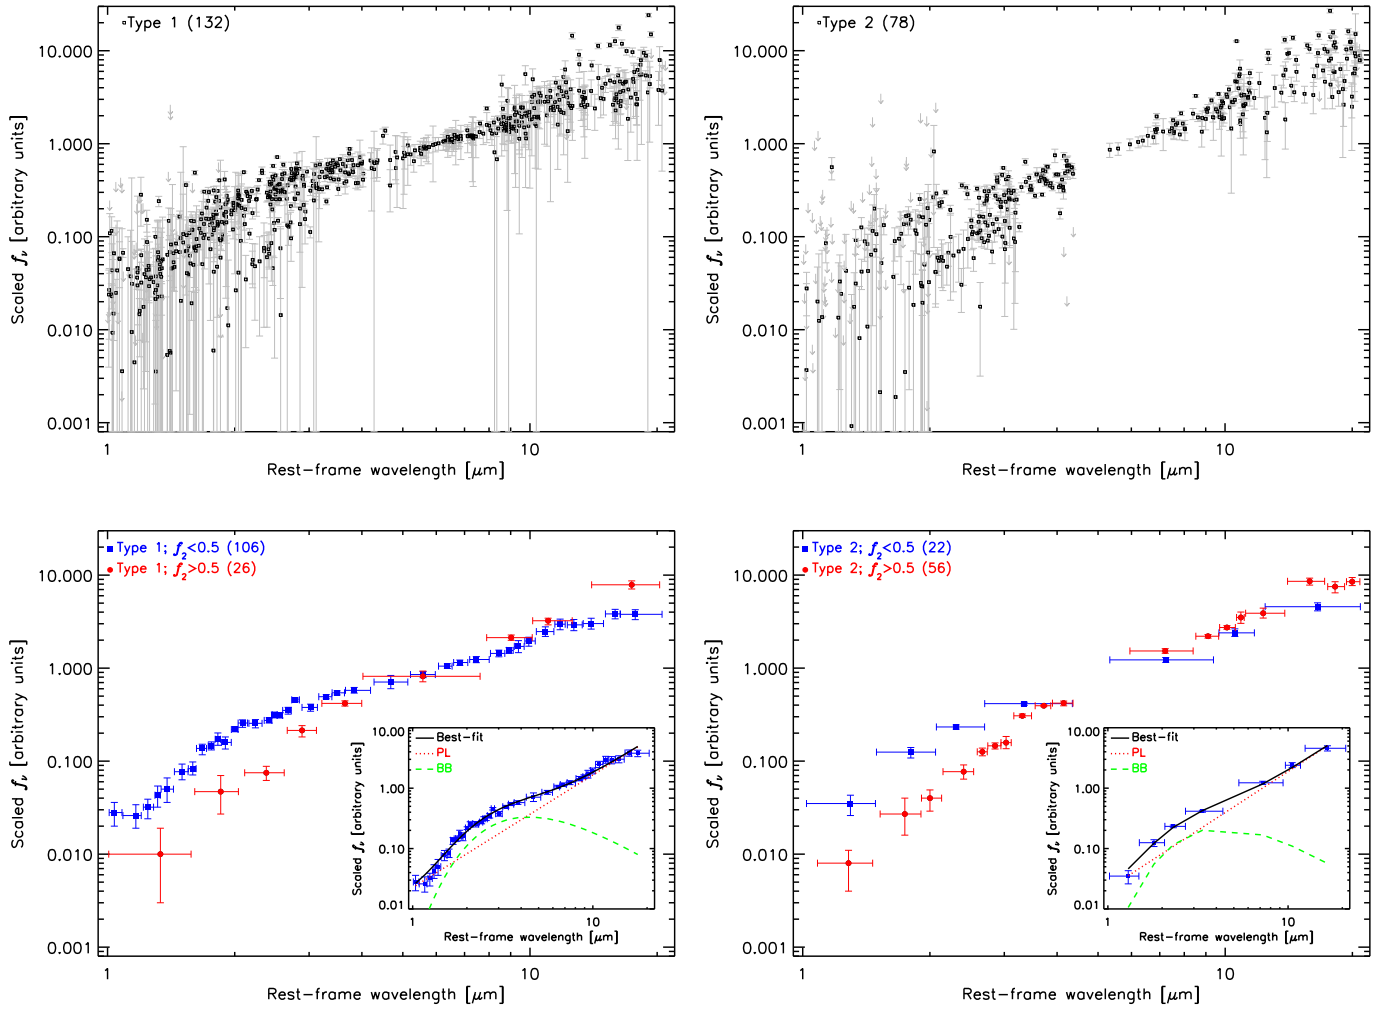 Type 1 (132)
10.000
1.000
0.100
0.010
0.001
Scaled fν [arbitrary units]
1
10
Rest-frame wavelength [μm]
Type 2 (78)
10.000
1.000
0.100
0.010
0.001
Scaled fν [arbitrary units]
1
10
Rest-frame wavelength [μm]
Type 1; f2<0.5 (106)
Type 1; f2>0.5 (26)
10.000
1.000
0.100
0.010
0.001
Scaled fν [arbitrary units]
1
10
Rest-frame wavelength [μm]
Best-fit
PL
BB
10.00
1.00
0.10
0.01
Scaled fν [arbitrary units]
1
10
Rest-frame wavelength [μm]
Type 2; f2<0.5 (22)
Type 2; f2>0.5 (56)
10.000
1.000
0.100
0.010
0.001
Scaled fν [arbitrary units]
1
10
Rest-frame wavelength [μm]
Best-fit
PL
BB
10.00
1.00
0.10
0.01
Scaled fν [arbitrary units]
1
10
Rest-frame wavelength [μm]